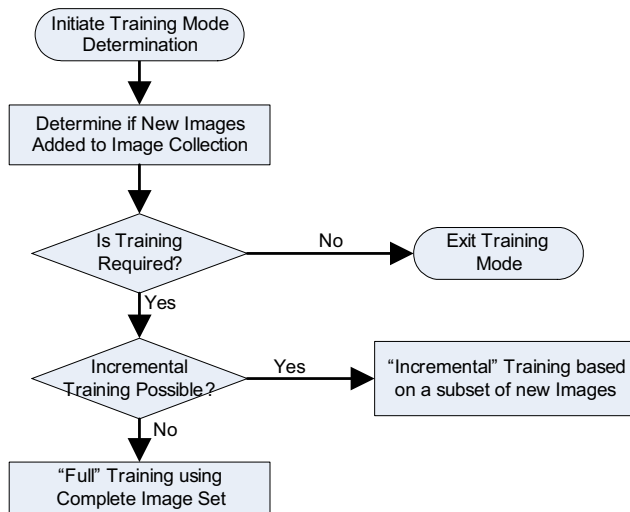 Initiate Training Mode
Determination
Determine if New Images
Added to Image Collection
Is Training
Required?
No
Exit Training
Mode
Yes
Incremental
Training Possible?
Yes
“Incremental” Training based
on a subset of new Images
No
“Full” Training using
Complete Image Set